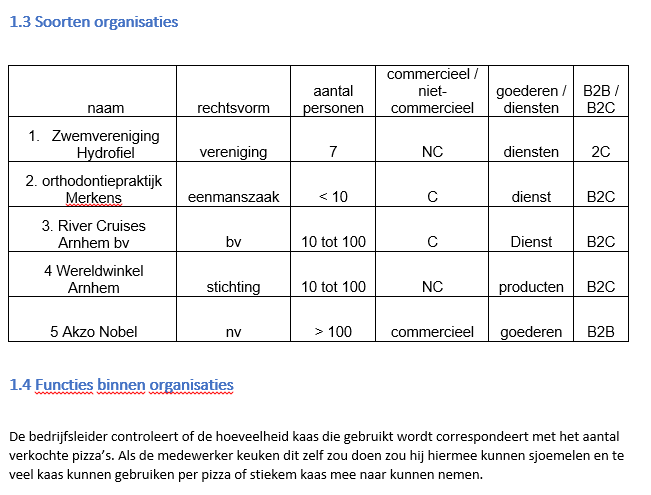 1.3 Soorten organisaties
naam rechtsvorm aantal personen commercieel / niet-commercieel goederen / diensten B2B / B2C
1. Zwemvereniging Hydrofiel vereniging 7 NC diensten 2C
2. orthodontiepraktijk Merkens eenmanszaak < 10 C dienst B2C
3. River Cruises Arnhem bv bv 10 tot 100 C Dienst B2C
4 Wereldwinkel Arnhem stichting 10 tot 100 NC producten B2C
5 Akzo Nobel nv > 100 commercieel goederen B2B
1.4 Functies binnen organisaties
De bedrijfsleider controleert of de hoeveelheid kaas die gebruikt wordt correspondeert met het aantal
verkochte pizza’s. Als de medewerker keuken dit zelf zou doen zou hij hiermee kunnen sjoemelen en te
veel kaas kunnen gebruiken per pizza of stiekem kaas mee naar kunnen nemen.